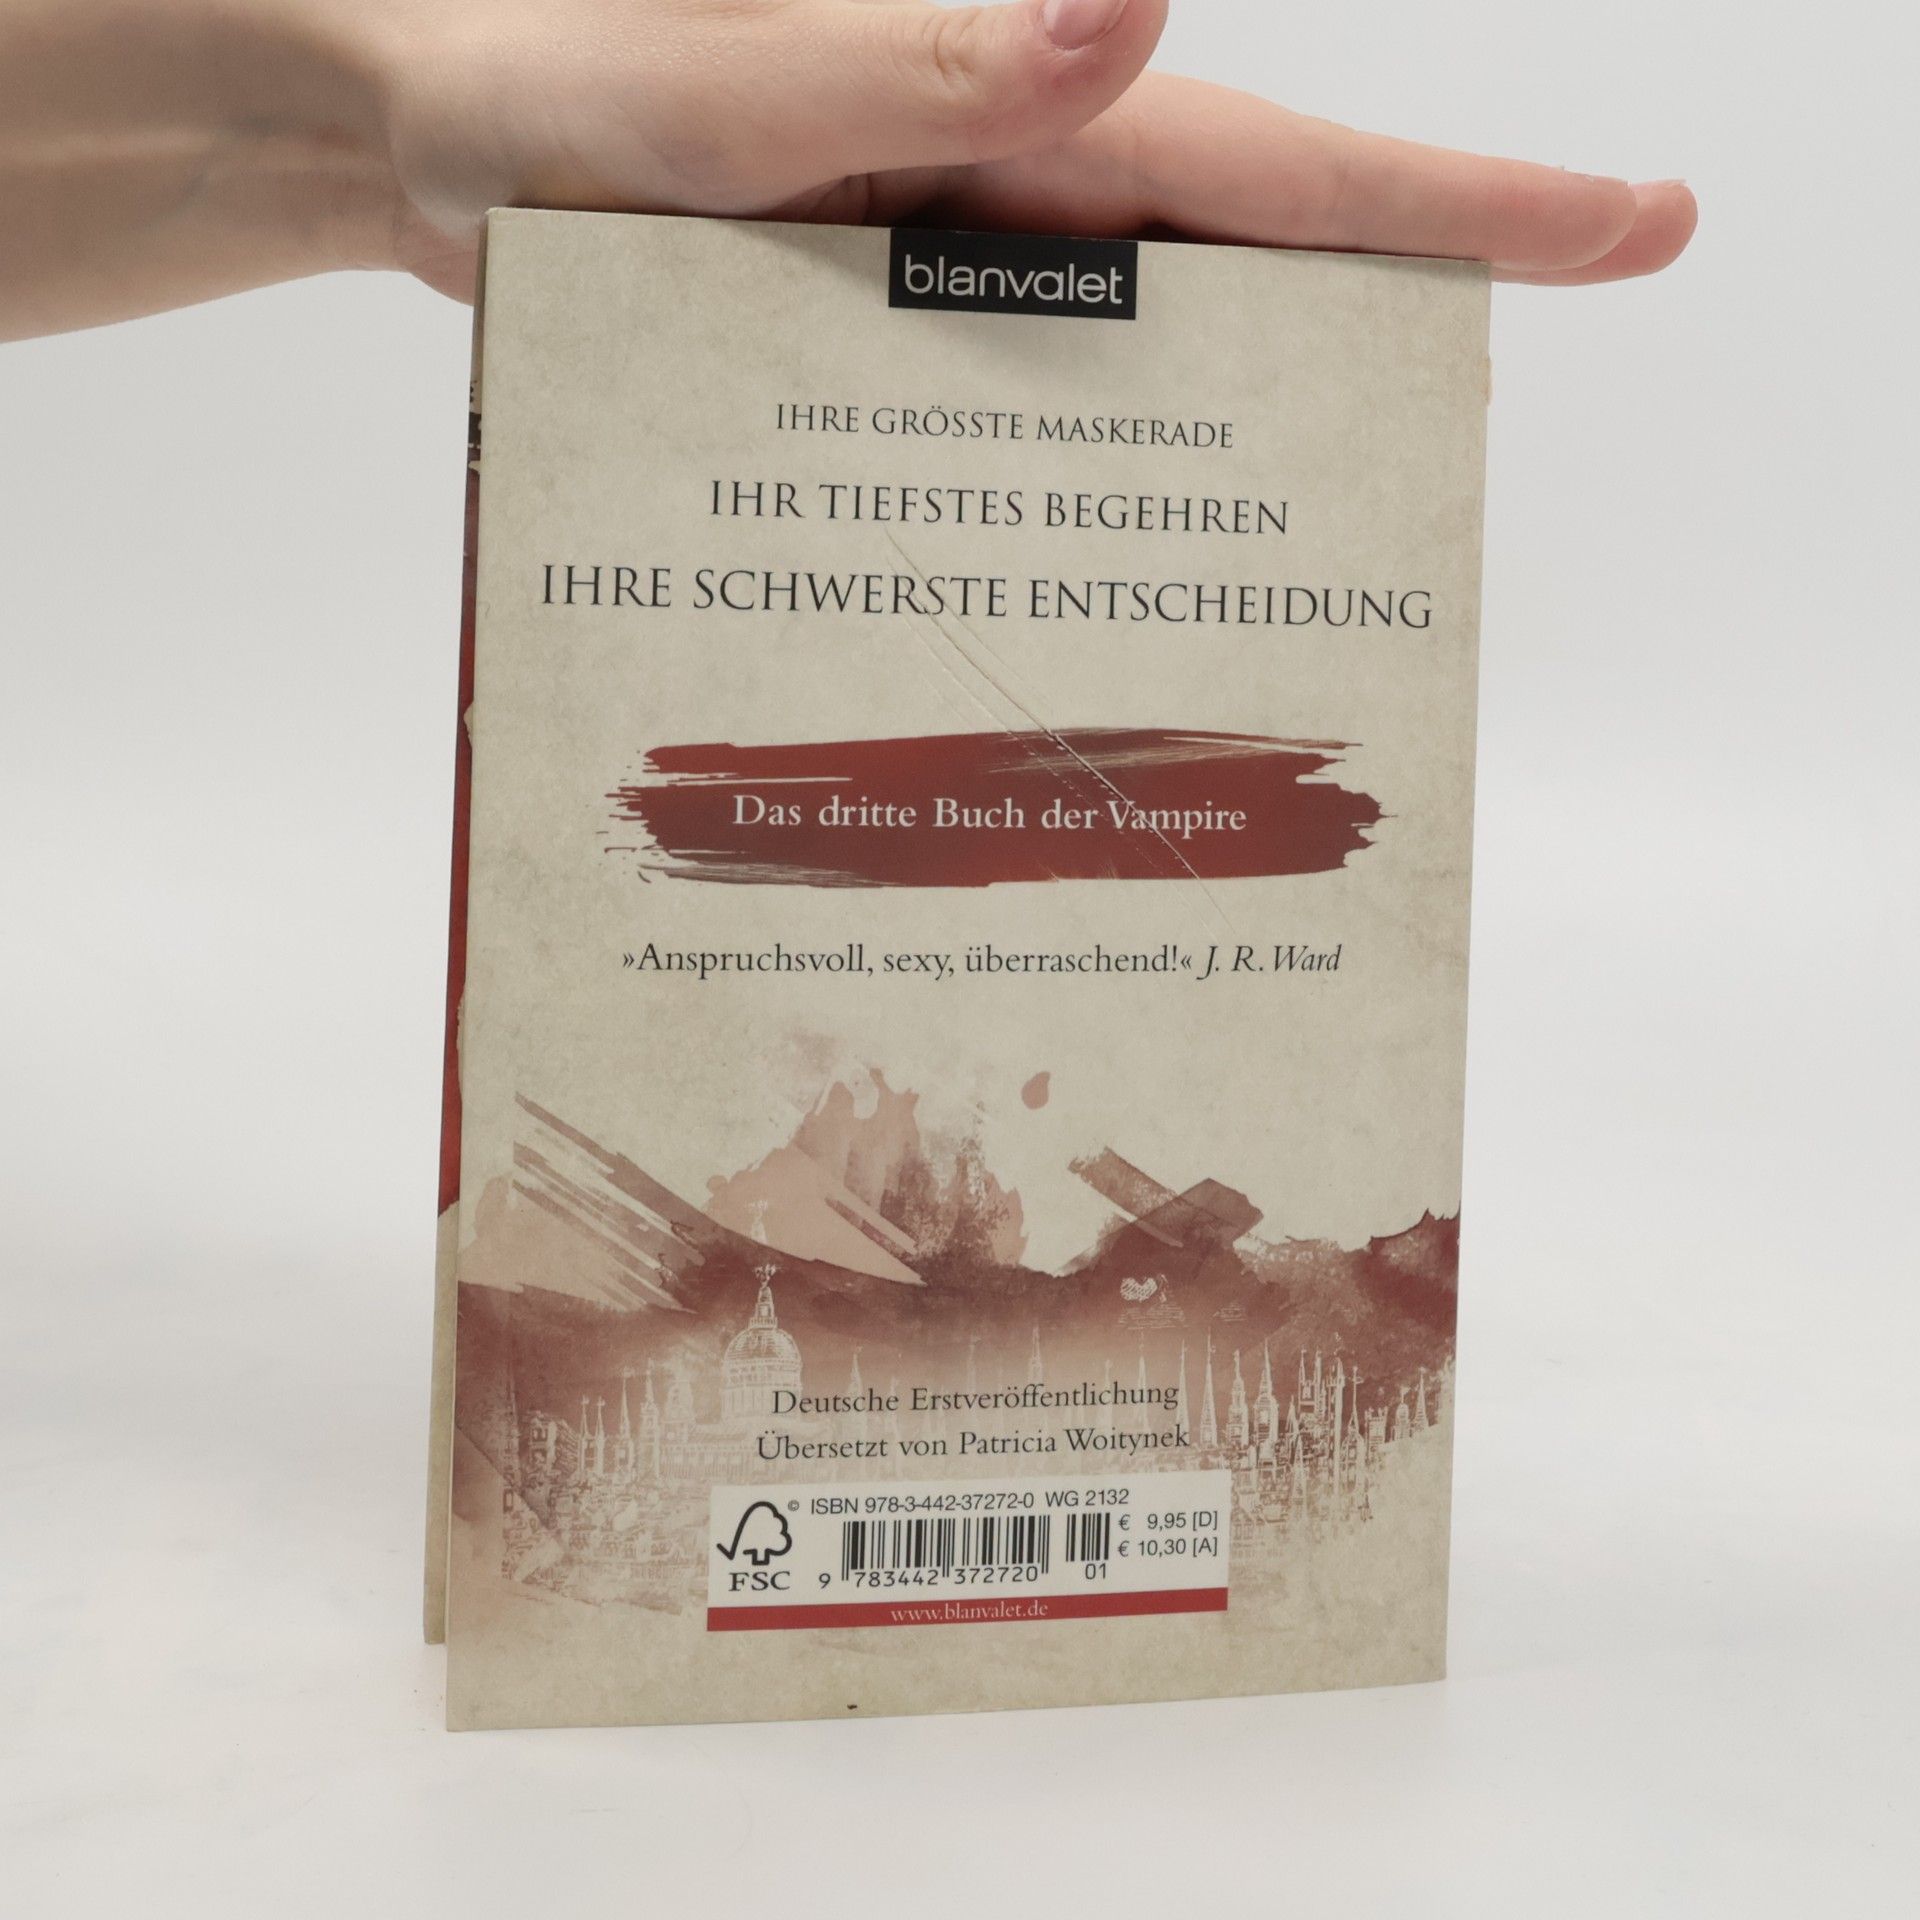 blanvalet
IHRE GRÖSSTE MASKERADE
IHR TIEFSTES BEGEHREN
IHRE SCHWERSTE ENTSCHEIDUNG
Das dritte Buch der Vampire
»Anspruchsvoll, sexy, überraschend!« J. R. Ward
Deutsche Erstveröffentlichung
Übersetzt von Patricia Woitynek
© ISBN 978-3-442-37272-0 WG 2132
€ 9,95 [D]
€ 10,30 [A]
FSC
9 783442 372720 01
www.blanvalet.de